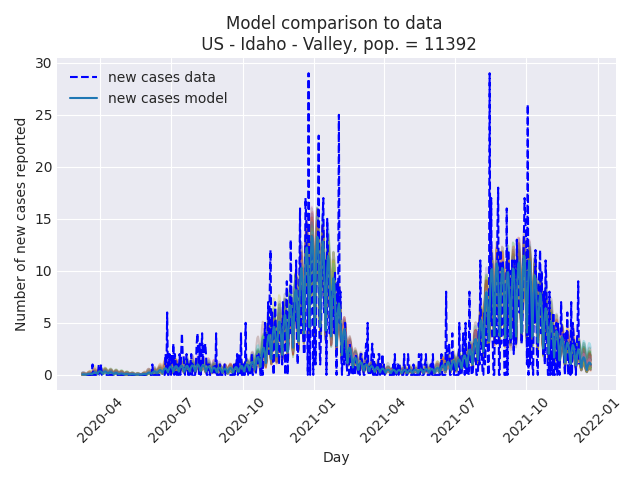 Model comparison to data
US - Idaho - Valley, pop. = 11392
new cases data
new cases model
Number of new cases reported
30
25
20
15
10
5
0
2020-04
2020-07
2020-10
2021-01
2021-04
2021-07
2021-10
2022-01
Day